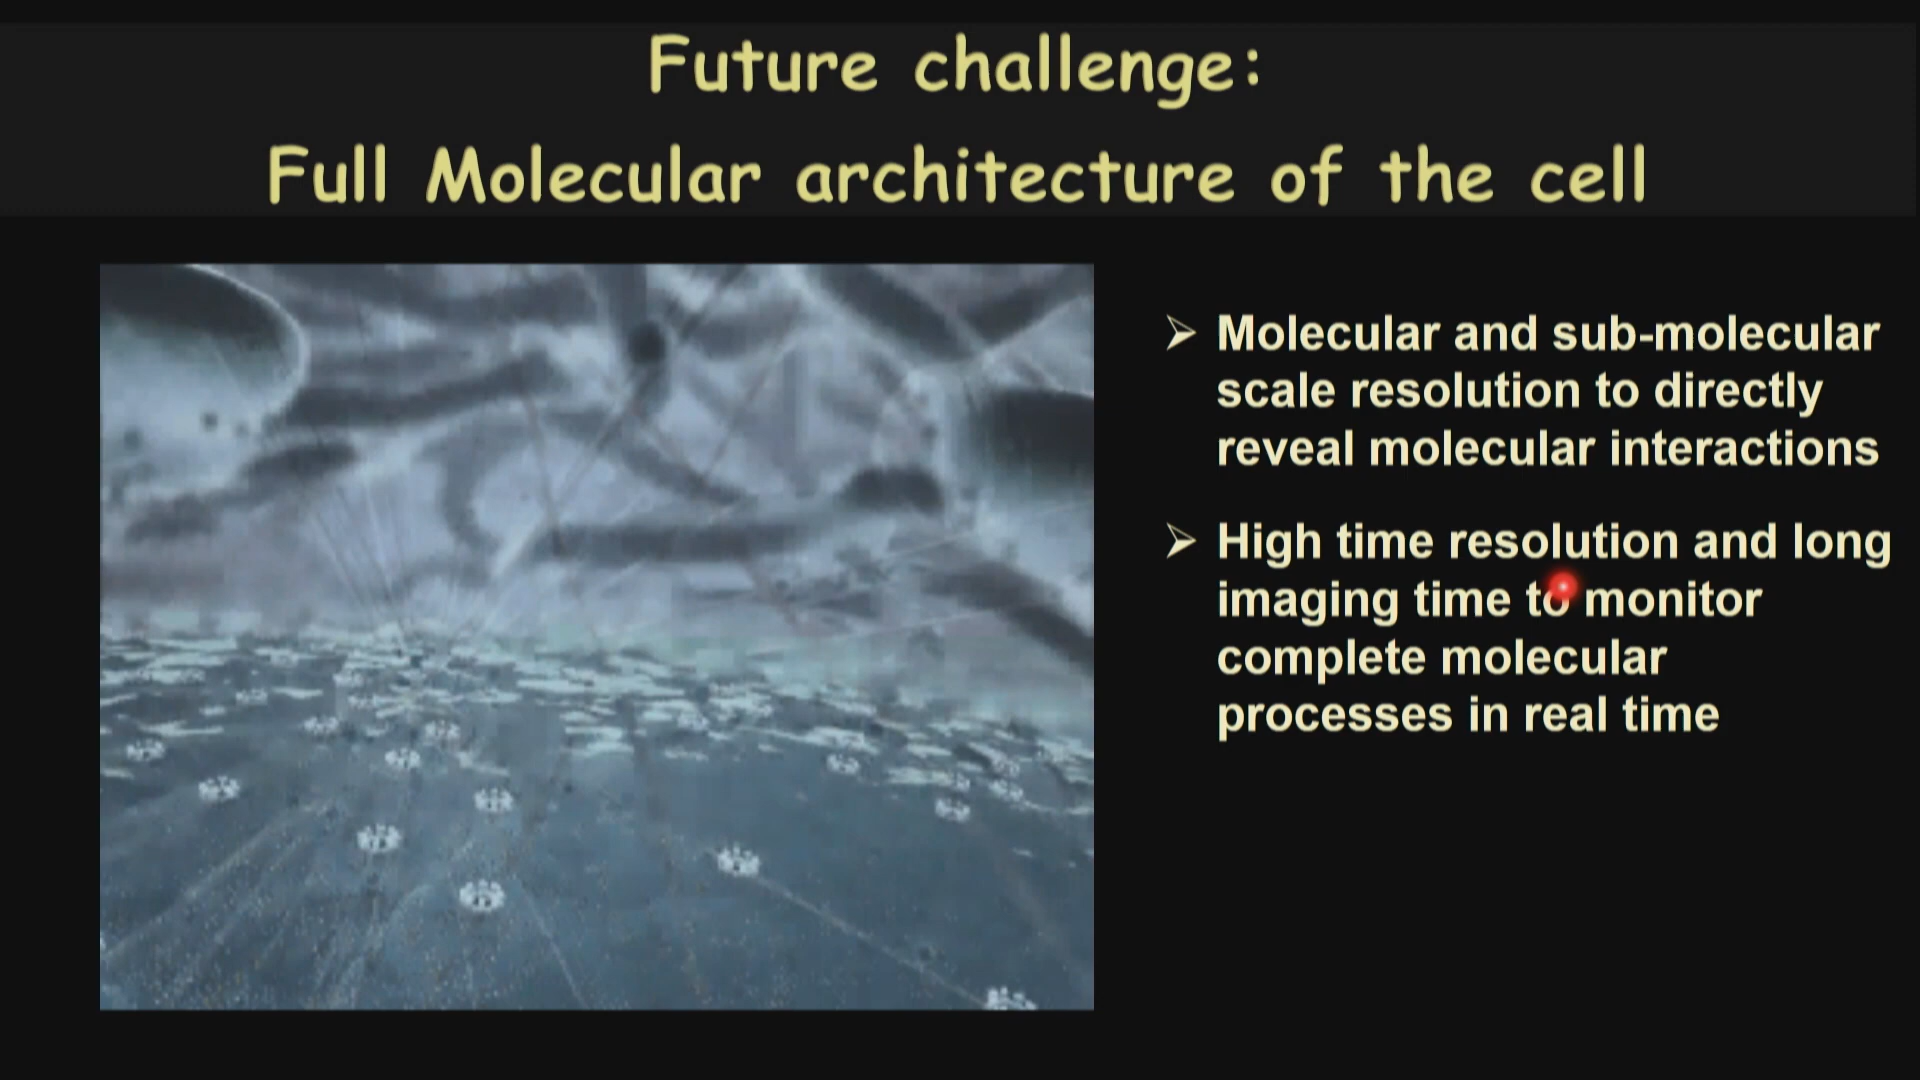 Future challenge:
Full Molecular architecture of the cell
Molecular and sub-molecular
scale resolution to directly
reveal molecular interactions
High time resolution and long
imaging time to monitor
complete molecular
processes in real time